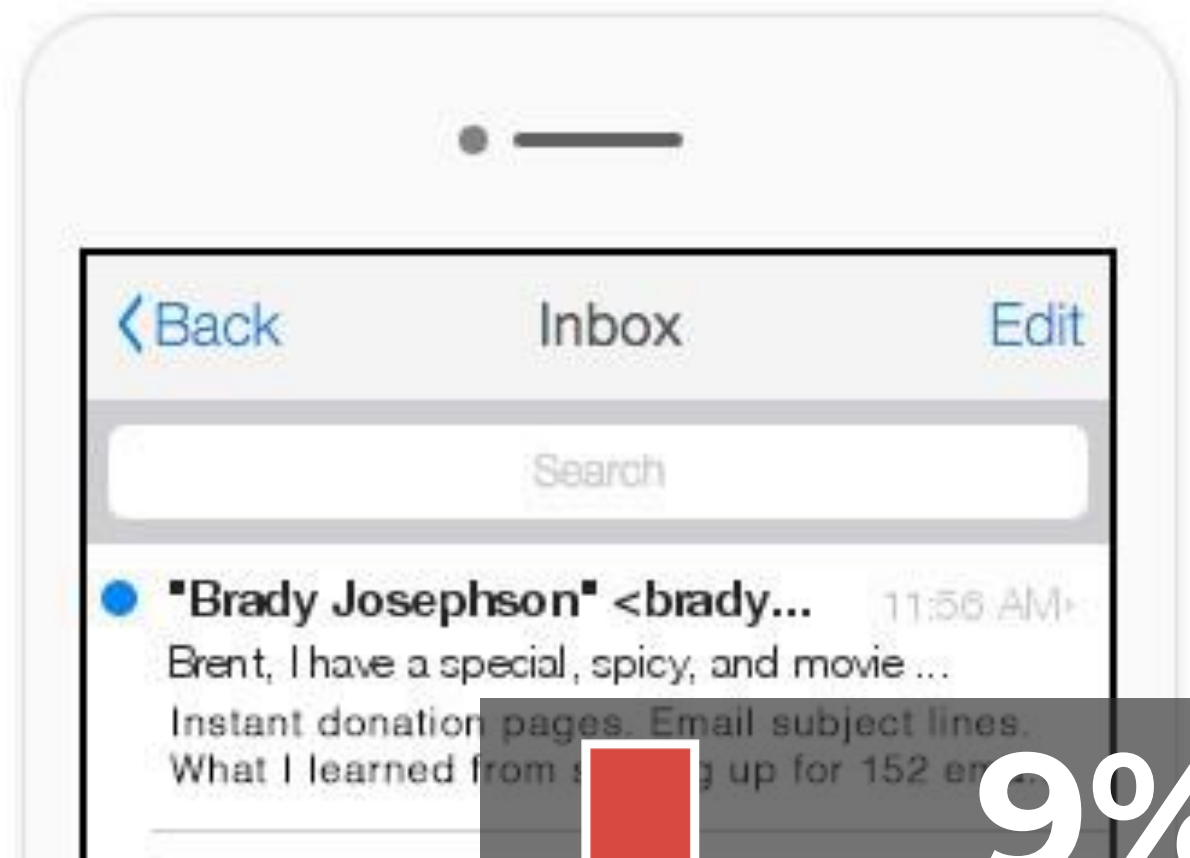 Back Inbox Edit
Search
"Brady Josephson" <brady... 11:56 AM
Brent, I have a special, spicy, and movie ...
Instant donation pages. Email subject lines.
What I learned from up for 152
9%